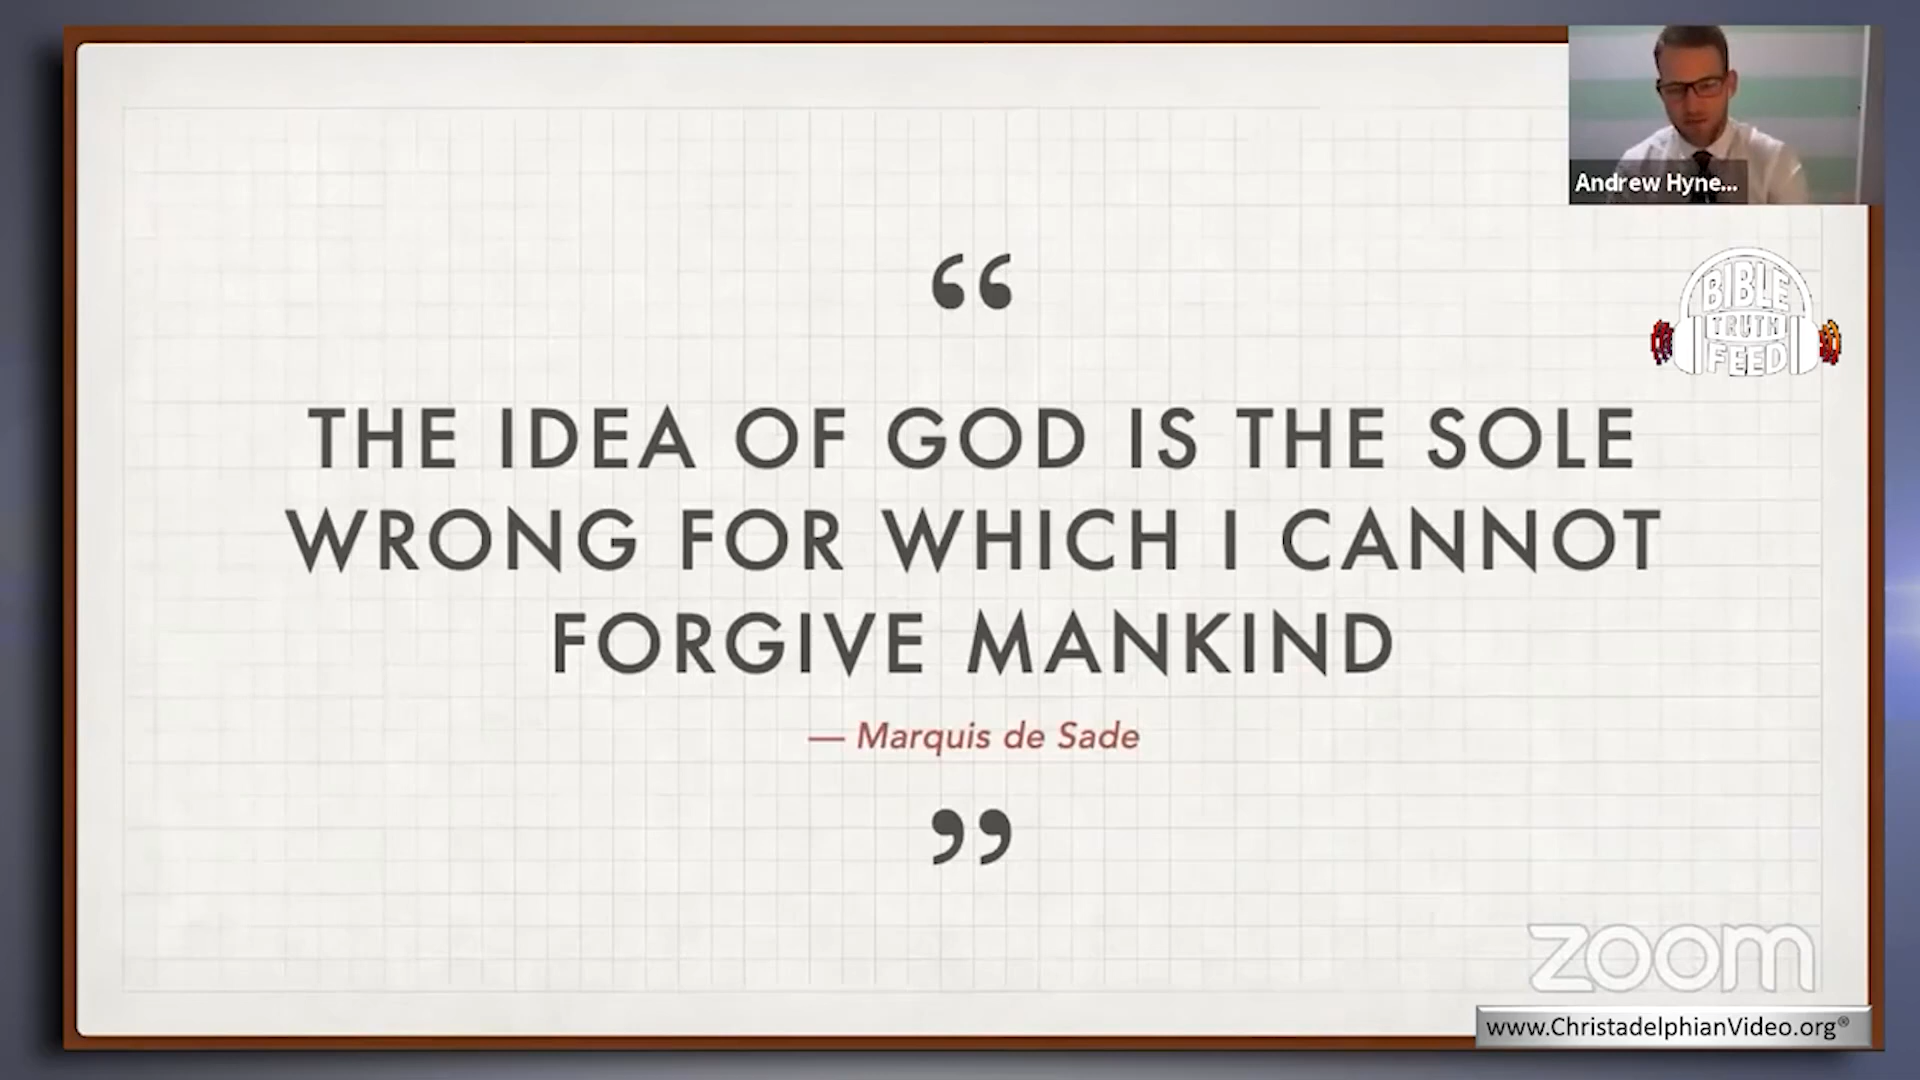 Andrew Hyne...
BIBLE
TRUTH
FEED
“
THE IDEA OF GOD IS THE SOLE
WRONG FOR WHICH I CANNOT
FORGIVE MANKIND
— Marquis de Sade
”
zoom
www.ChristadelphianVideo.org®